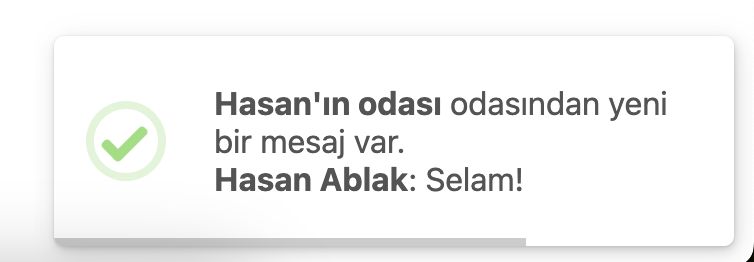 Hasan'ın odası odasından yeni
bir mesaj var.
Hasan Ablak: Selam!